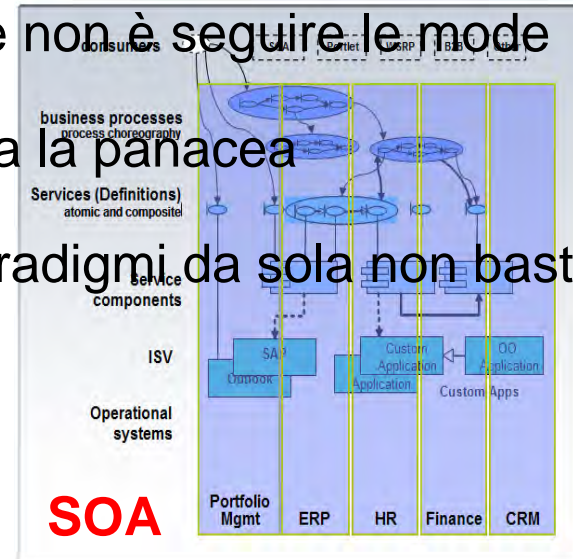 e non è seguire le mode
consumers
Portlet
WSRP
B2B
Other
business processes
process choreography
a la panacea
Services (Definitions)
atomic and composite
radigmi da sola non bast
Service
components
ISV
SAP
Outlook
Custom
Application
OO
Application
Application
Custom Apps
Operational
systems
SOA
Portfolio
Mgmt
ERP
HR
Finance
CRM